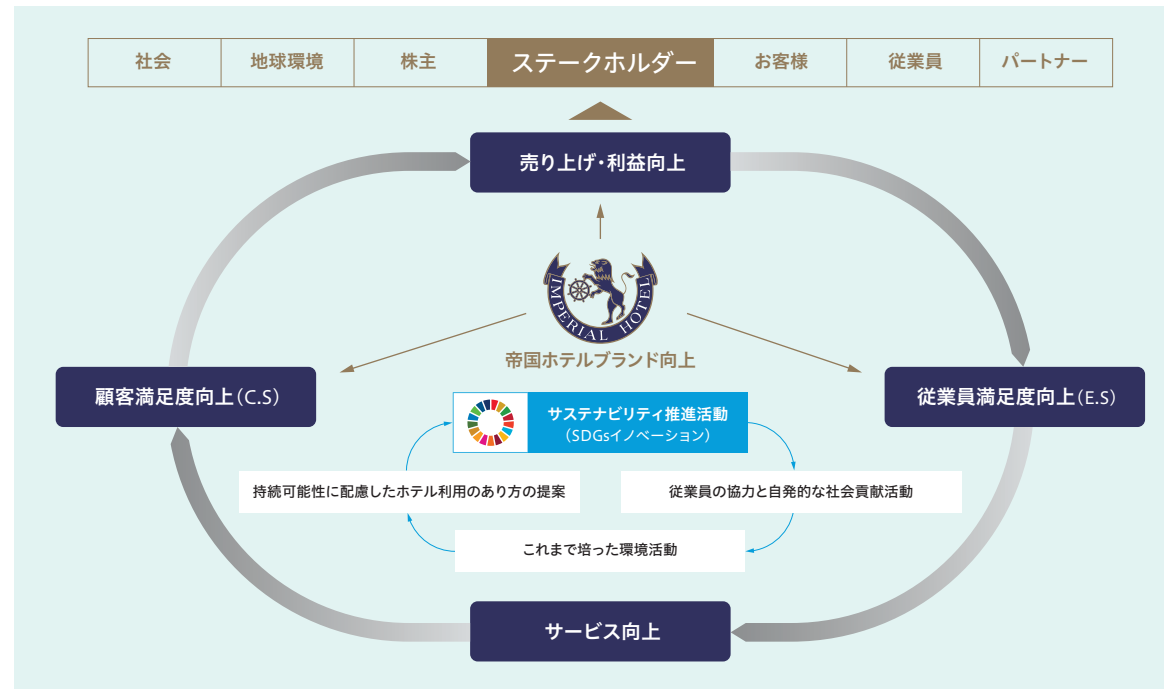 社会
地球環境
株主
ステークホルダー
お客様
従業員
パートナー
売り上げ・利益向上
IMPERIAL HOTEL
帝国ホテルブランド向上
顧客満足度向上（C.S）
従業員満足度向上（E.S）
サステナビリティ推進活動
（SDGsイノベーション）
持続可能性に配慮したホテル利用のあり方の提案
従業員の協力と自発的な社会貢献活動
これまで培った環境活動
サービス向上